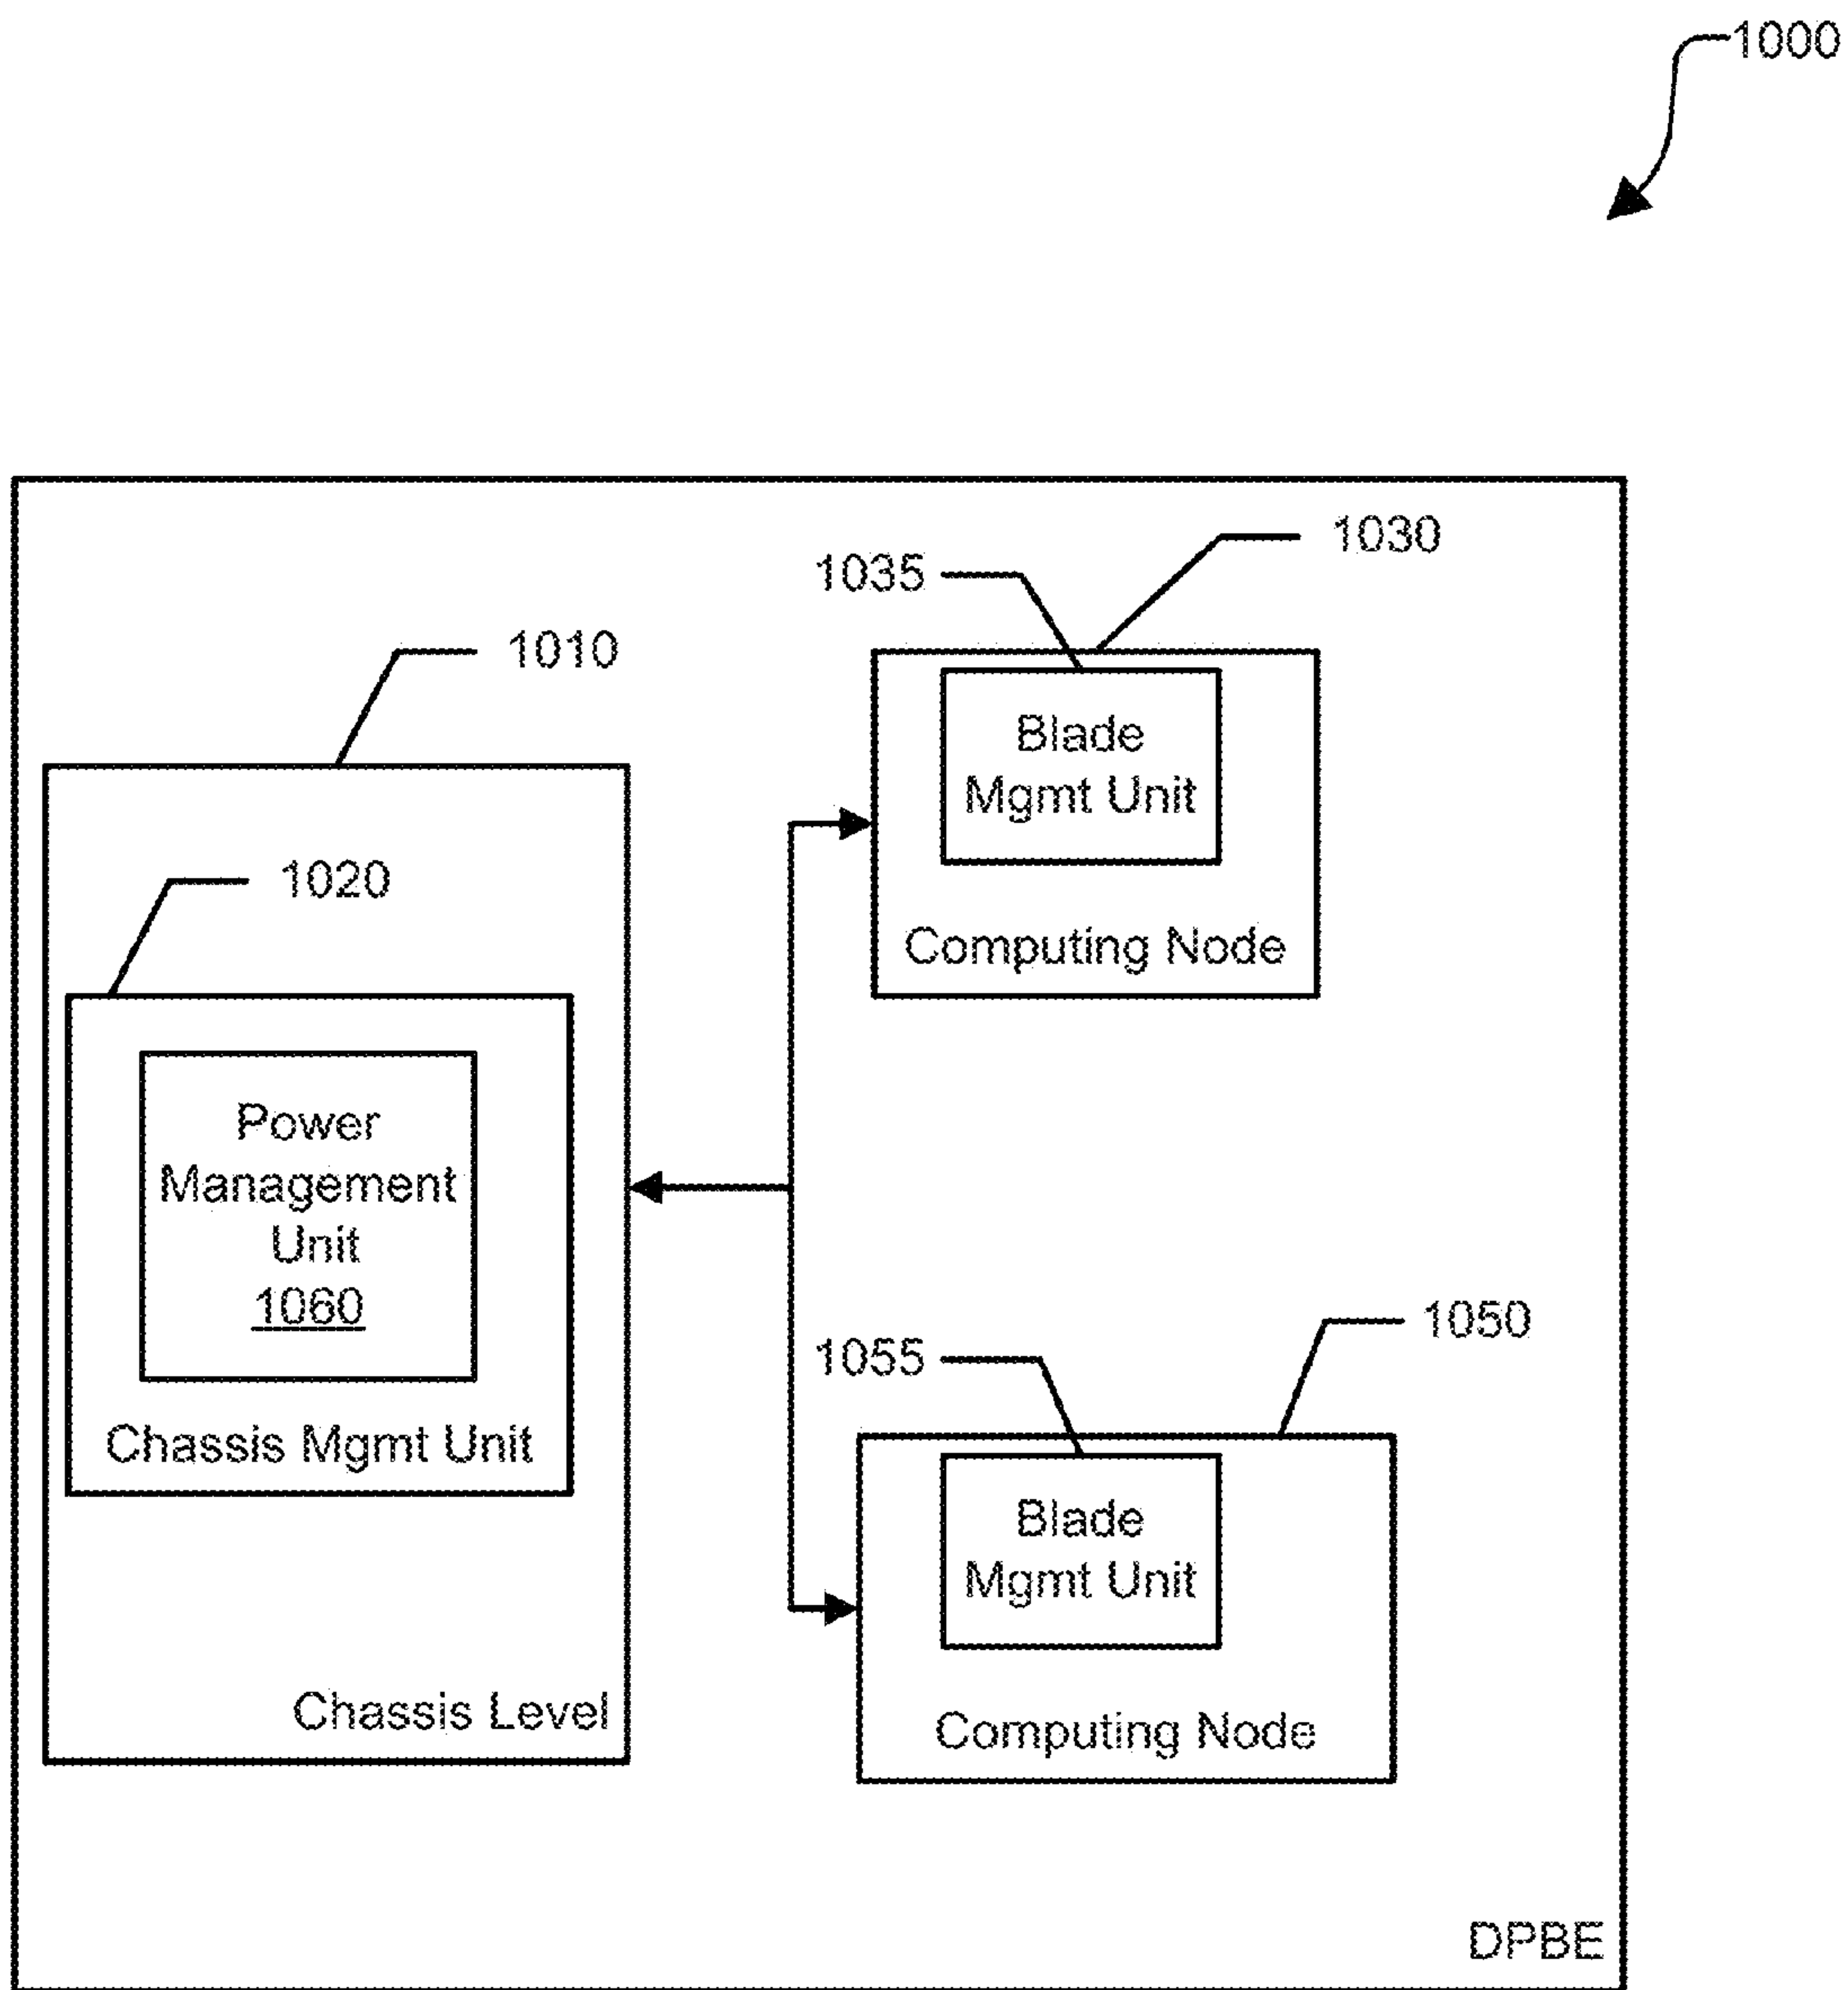 1000
1030
1035
1010
Blade
Mgmt Unit
1020
Computing Node
Power
Management
Unit
1060
1050
1055
Chassis Mgmt Unit
Blade
Mgmt Unit
Chassis Level
Computing Node
DPBE